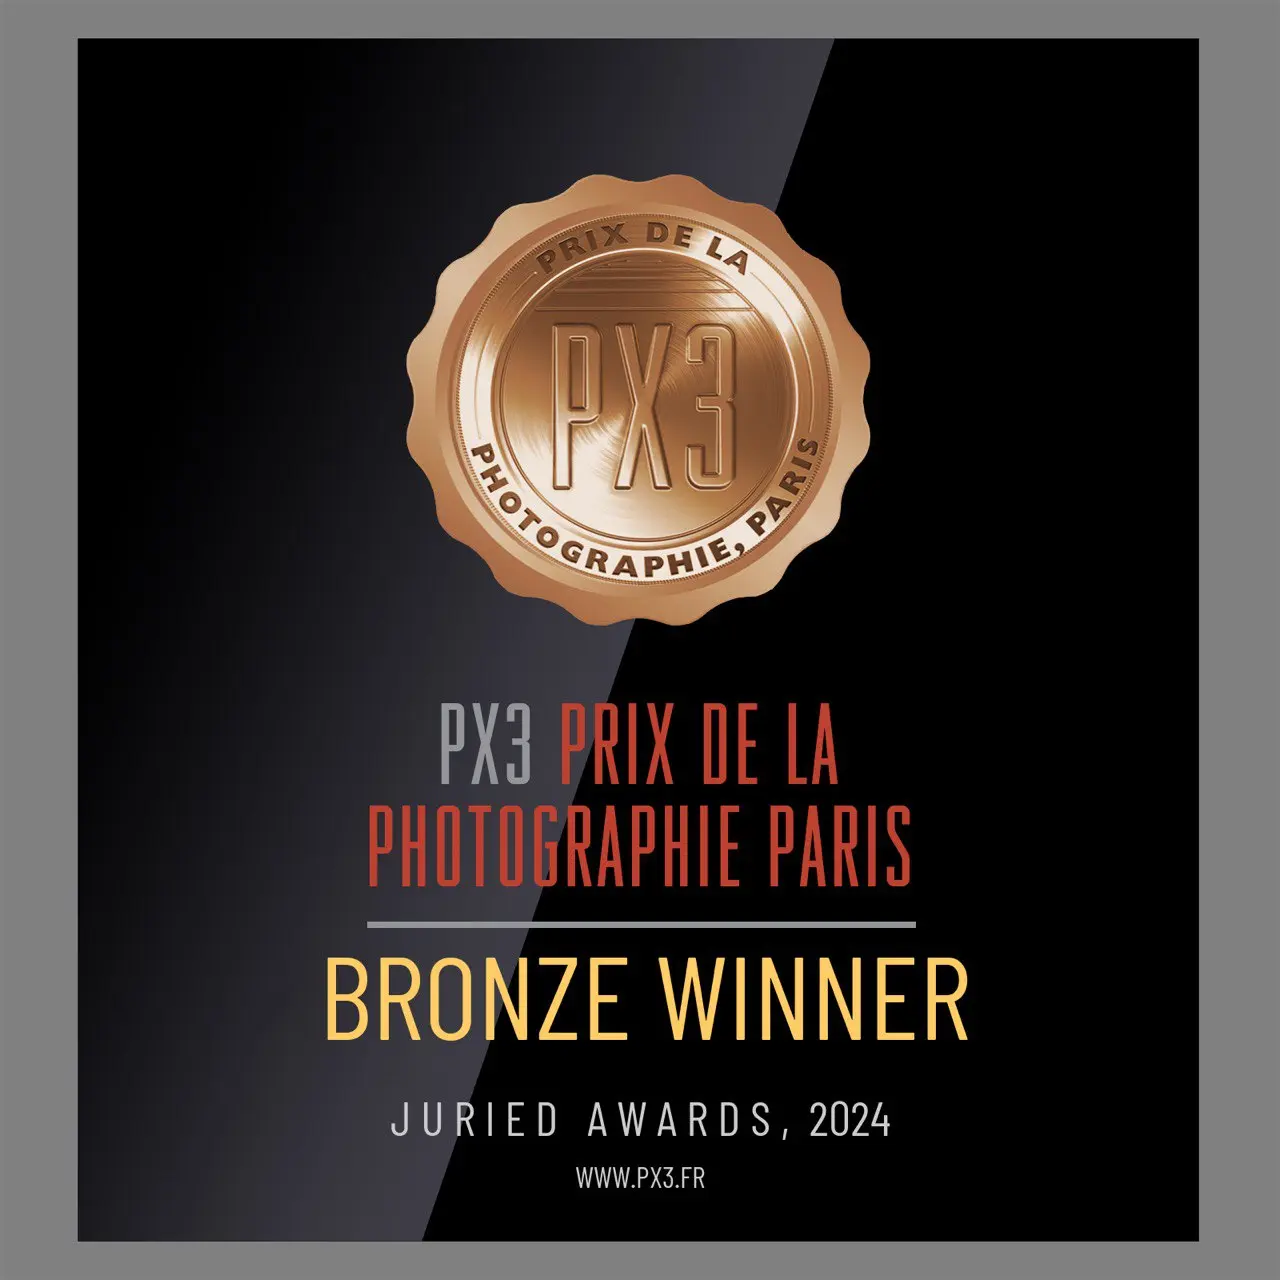 PRIX DE LA
PX3
PHOTOGRAPHIE, PARIS
PX3 PRIX DE LA
PHOTOGRAPHIE PARIS
BRONZE WINNER
JURIED AWARDS, 2024
WWW.PX3.FR